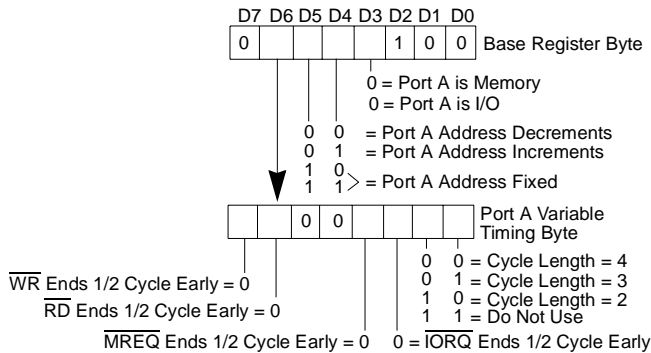 D7 D6 D5 D4 D3 D2 D1 D0
0 1 0 0 Base Register Byte
0 = Port A is Memory
0 = Port A is I/O
0 0 = Port A Address Decrements
0 1 = Port A Address Increments
1 0
1 1 > = Port A Address Fixed
0 0 Port A Variable
Timing Byte
0 0 = Cycle Length = 4
0 1 = Cycle Length = 3
1 0 = Cycle Length = 2
1 1 = Do Not Use
W̅R̅ Ends 1/2 Cycle Early = 0
R̅D̅ Ends 1/2 Cycle Early = 0
M̅R̅E̅Q̅ Ends 1/2 Cycle Early = 0 0 = I̅O̅R̅Q̅ Ends 1/2 Cycle Early